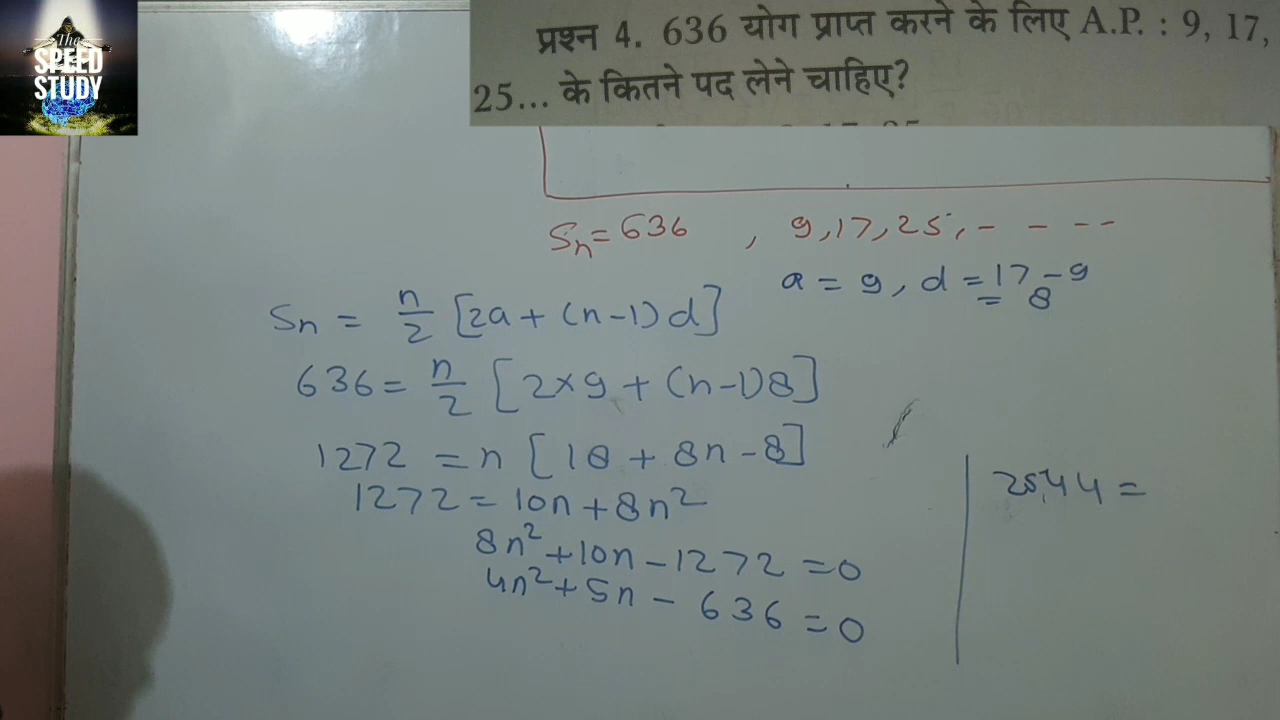 The
SPEED
STUDY
प्रश्न 4. 636 योग प्राप्त करने के लिए A.P. : 9, 17,
25... के कितने पद लेने चाहिए?
Sn = 636 , 9, 17, 25, - - - -
a = 9, d = 17 - 9
= 8
Sn = n/2 [2a + (n-1)d]
636 = n/2 [2×9 + (n-1)8]
1272 = n [18 + 8n - 8]
1272 = 10n + 8n²
8n² + 10n - 1272 = 0
4n² + 5n - 636 = 0
2544 =